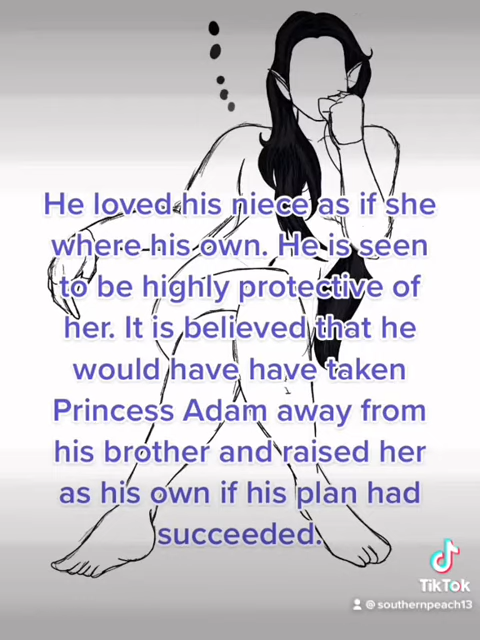 He loved his niece as if she
where his own. He is seen
to be highly protective of
her. It is believed that he
would have have taken
Princess Adam away from
his brother and raised her
as his own if his plan had
succeeded.
TikTok
@southernpeach13